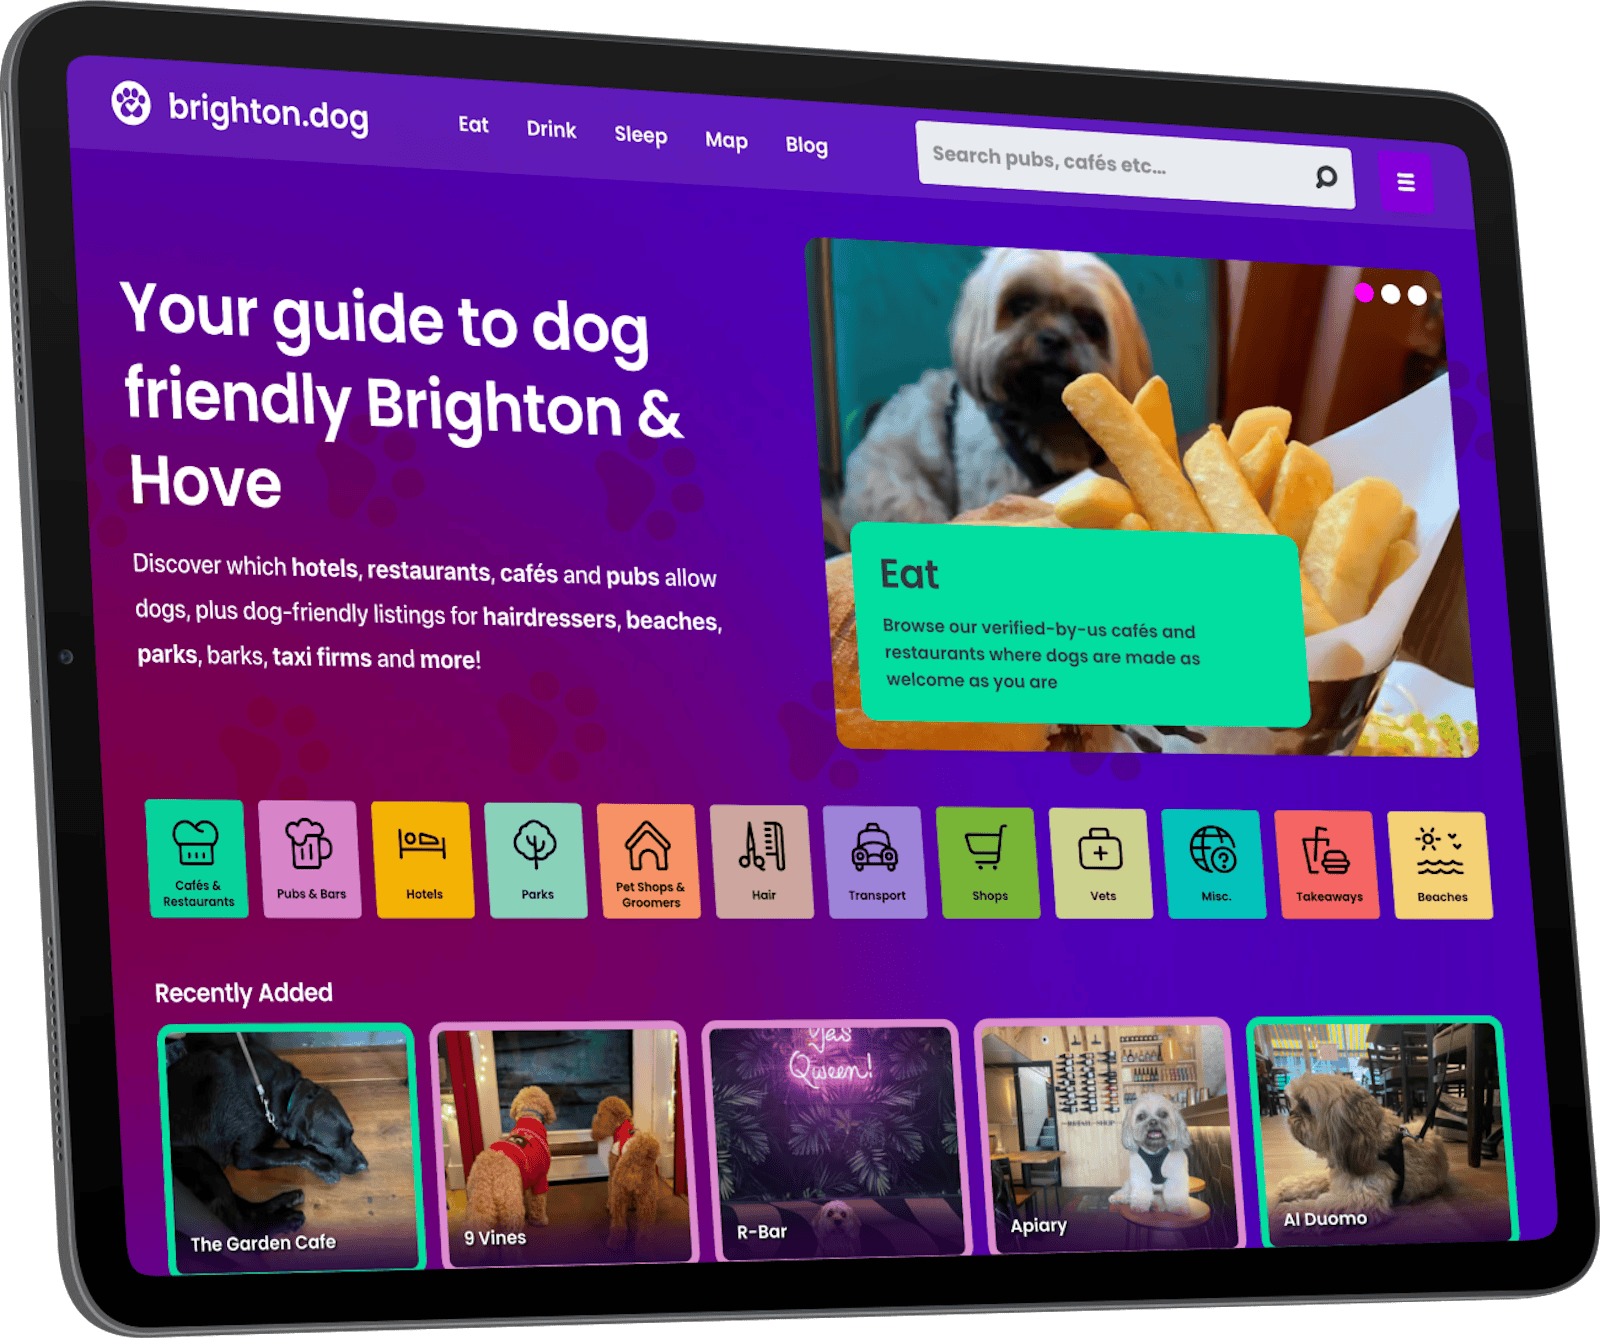 brighton.dog
Eat
Drink
Sleep
Map
Blog
Search pubs, cafés etc...
Your guide to dog
friendly Brighton &
Hove
Discover which hotels, restaurants, cafés and pubs allow
dogs, plus dog-friendly listings for hairdressers, beaches,
parks, barks, taxi firms and more!
Eat
Browse our verified-by-us cafés and
restaurants where dogs are made as
welcome as you are
Cafés &
Restaurants
Pubs & Bars
Hotels
Parks
Pet Shops &
Groomers
Hair
Transport
Shops
Vets
Misc.
Takeaways
Beaches
Recently Added
The Garden Cafe
9 Vines
Yas
Qween!
R-Bar
Apiary
Al Duomo